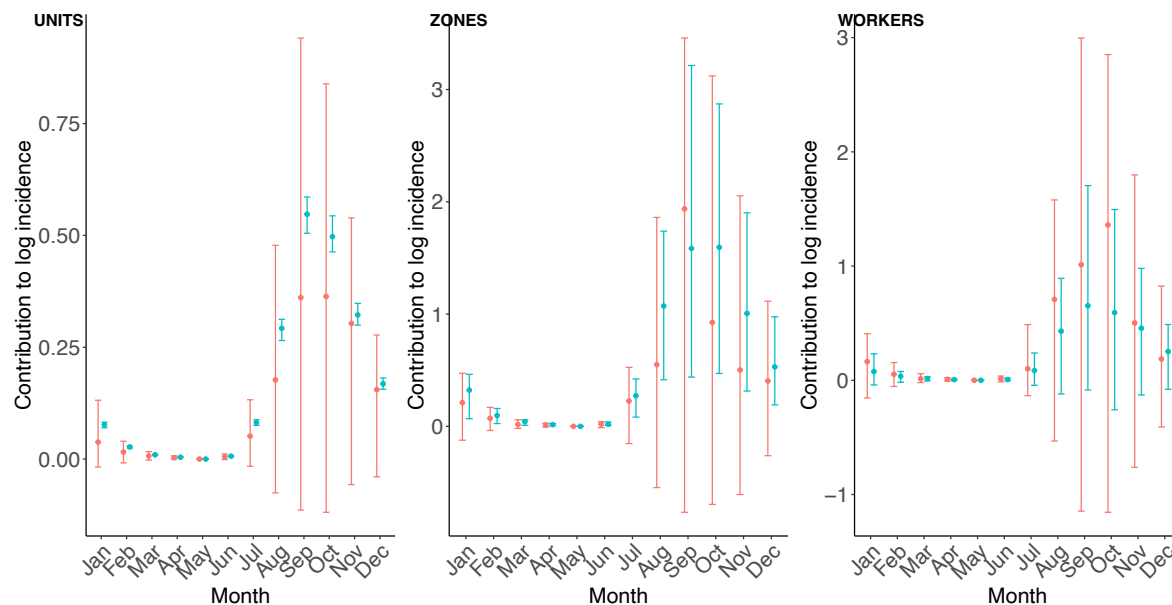 UNITS
Contribution to log incidence
0.75
0.50
0.25
0.00
Jan
Feb
Mar
Apr
May
Jun
Jul
Aug
Sep
Oct
Nov
Dec
Month
ZONES
Contribution to log incidence
3
2
1
0
Jan
Feb
Mar
Apr
May
Jun
Jul
Aug
Sep
Oct
Nov
Dec
Month
WORKERS
Contribution to log incidence
3
2
1
0
−1
Jan
Feb
Mar
Apr
May
Jun
Jul
Aug
Sep
Oct
Nov
Dec
Month